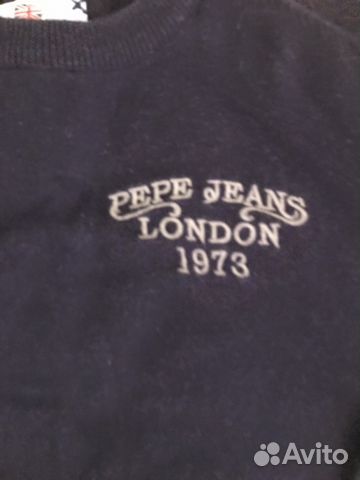 PEPE JEANS
LONDON
1973
Avito